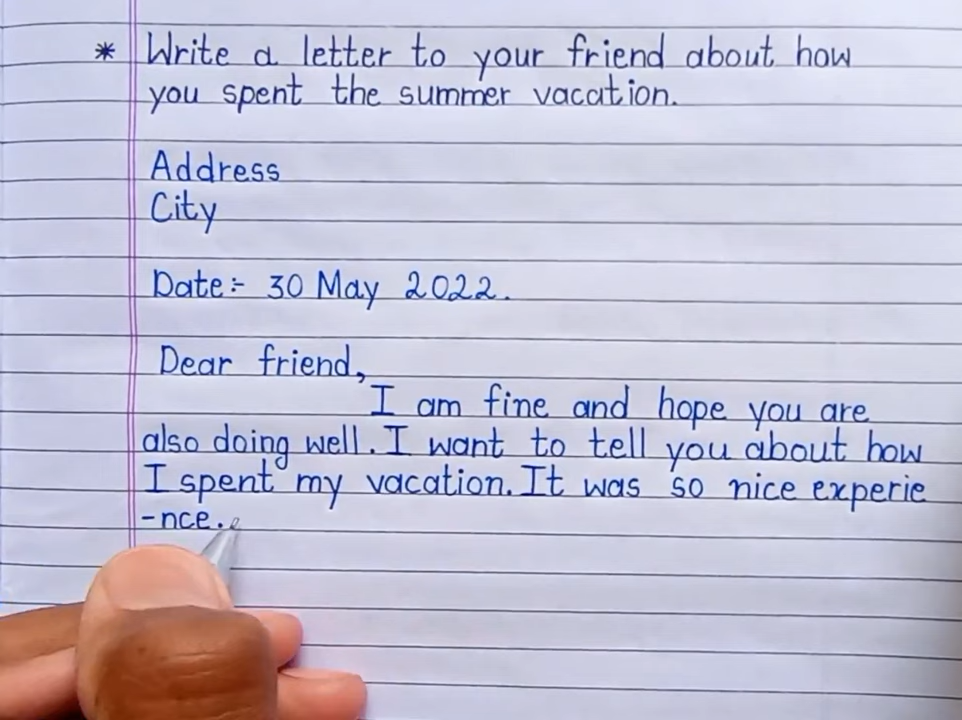 * Write a letter to your friend about how
you spent the summer vacation.
Address
City
Date:- 30 May 2022.
Dear friend,
I am fine and hope you are
also doing well. I want to tell you about how
I spent my vacation. It was so nice experie
-nce.